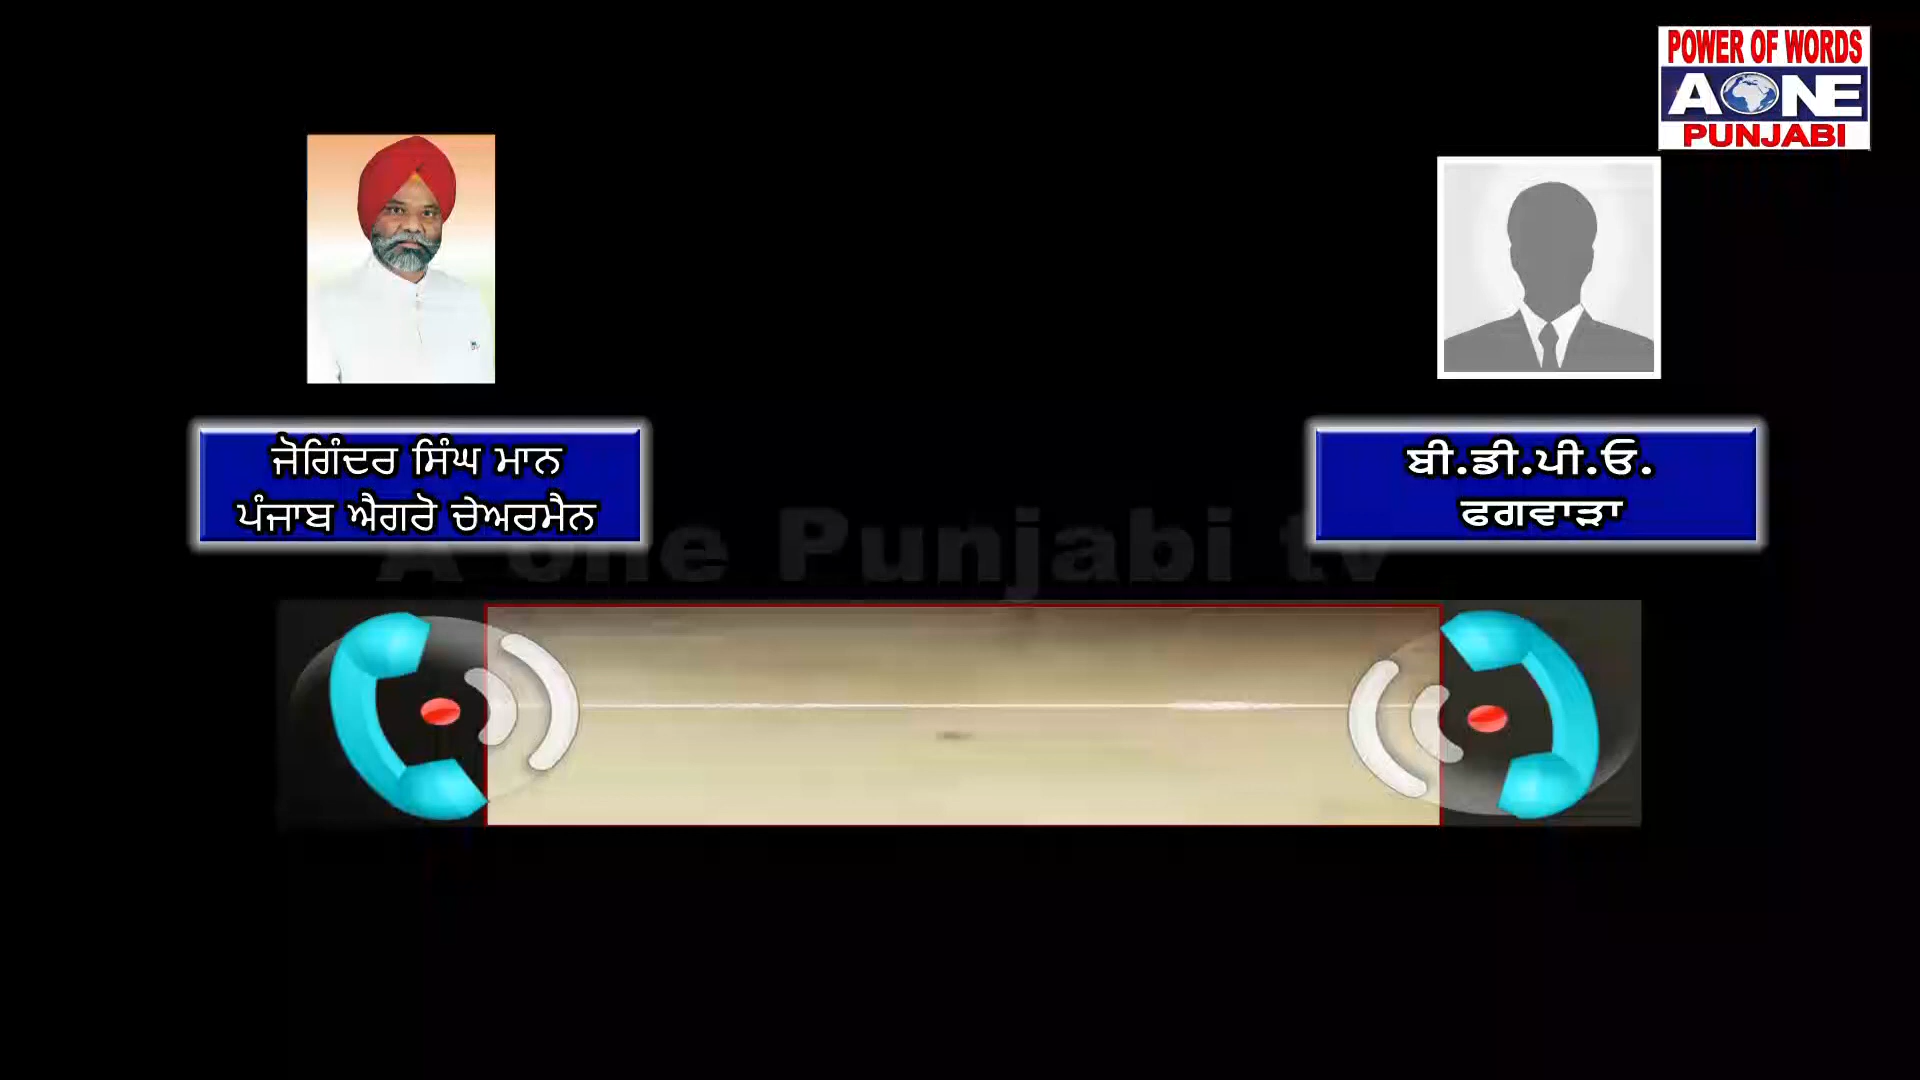 POWER OF WORDS
AONE
PUNJABI
ਜੋਗਿੰਦਰ ਸਿੰਘ ਮਾਨ
ਪੰਜਾਬ ਐਗਰੋ ਚੇਅਰਮੈਨ
ਬੀ.ਡੀ.ਪੀ.ਓ.
ਫਗਵਾੜਾ
A one Punjabi tv